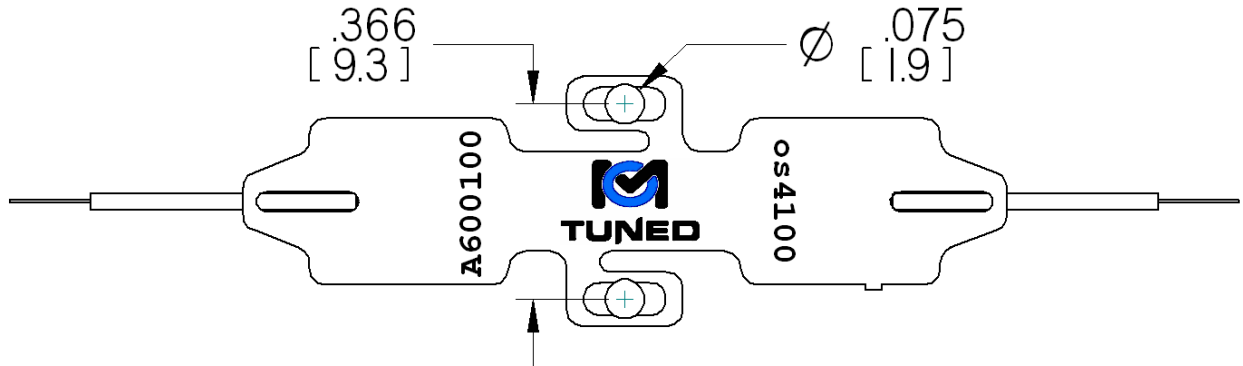 .366
[ 9.3 ]
Ø .075
[ 1.9 ]
A600100
TUNED
os4100